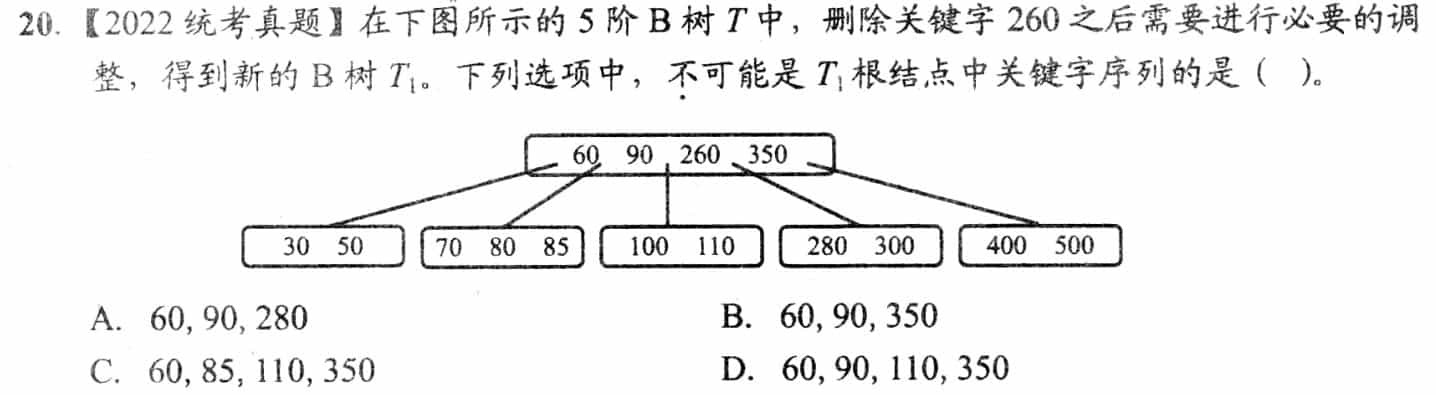 20.【2022 统考真题】在下图所示的 5 阶 B 树 T 中，删除关键字 260 之后需要进行必要的调
整，得到新的 B 树 T₁。下列选项中，不可能是 T₁ 根结点中关键字序列的是（ ）。
60 90 260 350
30 50 70 80 85 100 110 280 300 400 500
A. 60, 90, 280 B. 60, 90, 350
C. 60, 85, 110, 350 D. 60, 90, 110, 350